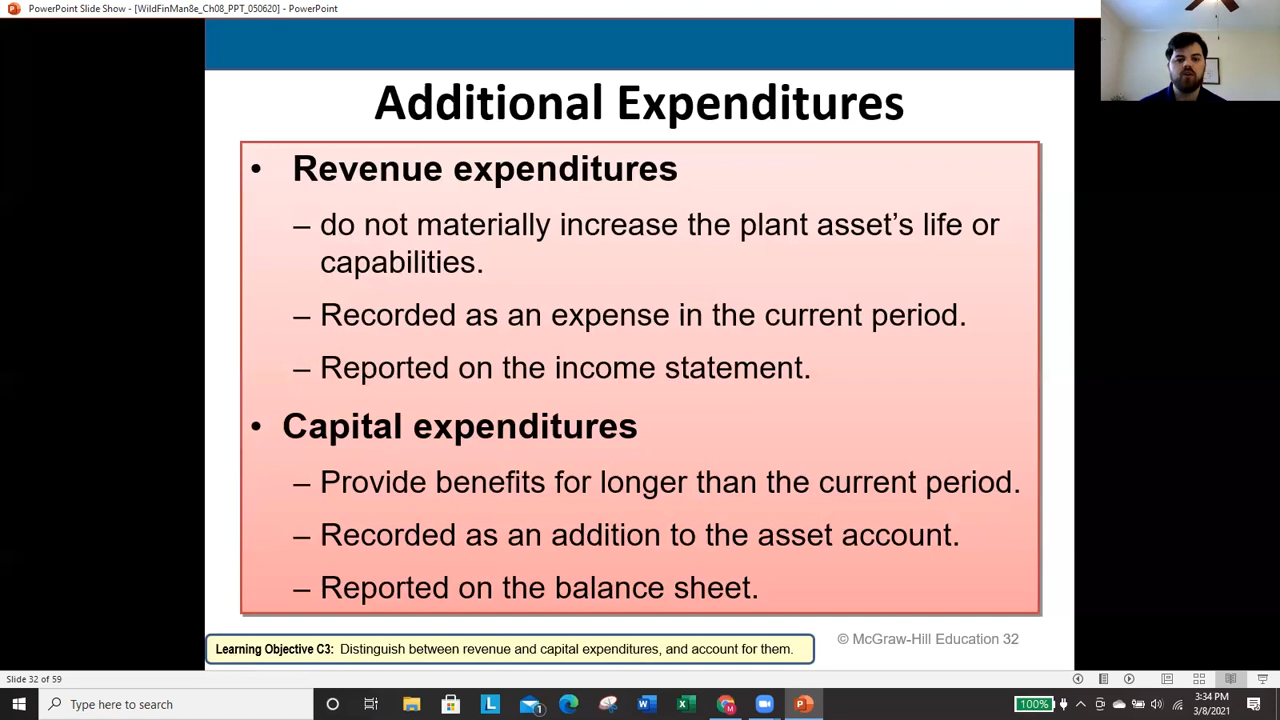 PowerPoint Slide Show - [WildFinMan8e_Ch08_PPT_050620] - PowerPoint
Additional Expenditures
• Revenue expenditures
– do not materially increase the plant asset’s life or
capabilities.
– Recorded as an expense in the current period.
– Reported on the income statement.
• Capital expenditures
– Provide benefits for longer than the current period.
– Recorded as an addition to the asset account.
– Reported on the balance sheet.
© McGraw-Hill Education 32
Learning Objective C3: Distinguish between revenue and capital expenditures, and account for them.
Slide 32 of 59
Type here to search
100%
3:34 PM
3/8/2021